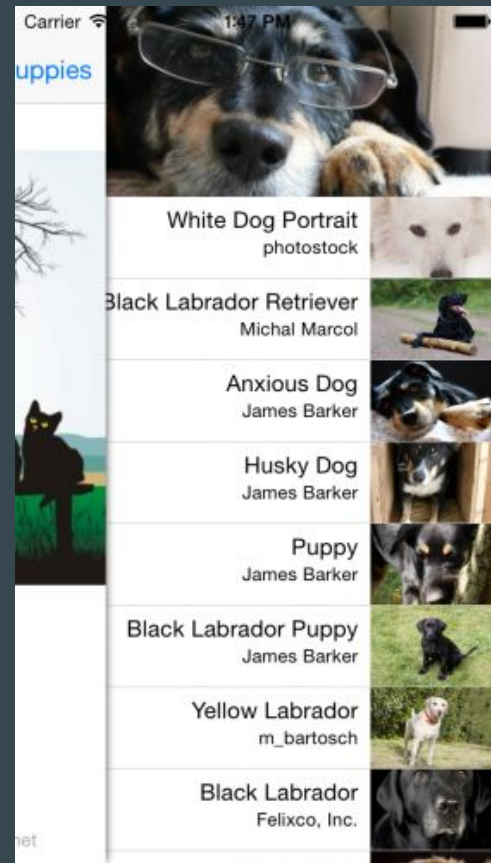 Carrier
1:47 PM
uppies
White Dog Portrait
photostock
Black Labrador Retriever
Michal Marcol
Anxious Dog
James Barker
Husky Dog
James Barker
Puppy
James Barker
Black Labrador Puppy
James Barker
Yellow Labrador
m_bartosch
Black Labrador
Felixco, Inc.
net